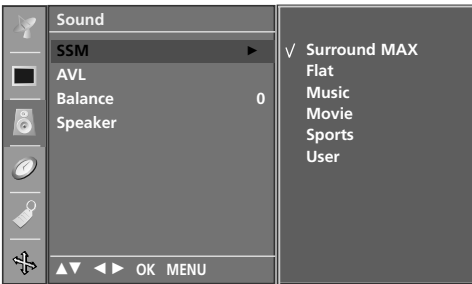 Sound
SSM ►
AVL
Balance 0
Speaker
▲▼ ◄► OK MENU
√ Surround MAX
Flat
Music
Movie
Sports
User